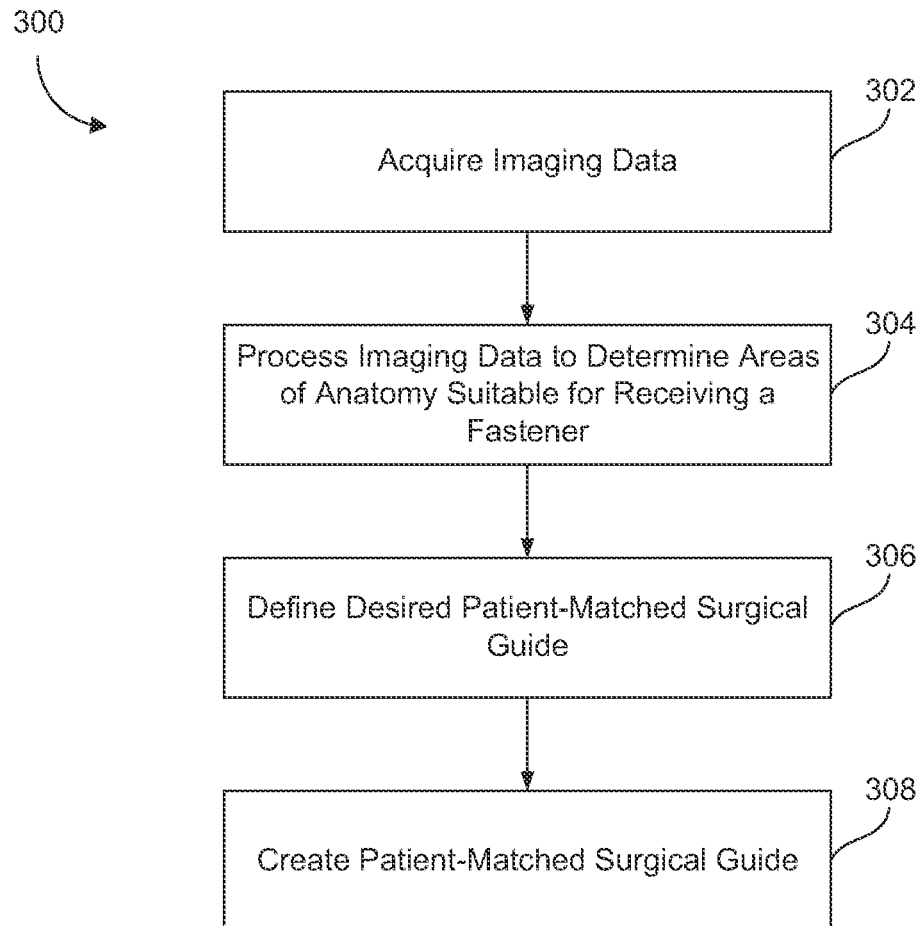 300
302
Acquire Imaging Data
304
Process Imaging Data to Determine Areas
of Anatomy Suitable for Receiving a
Fastener
306
Define Desired Patient-Matched Surgical
Guide
308
Create Patient-Matched Surgical Guide